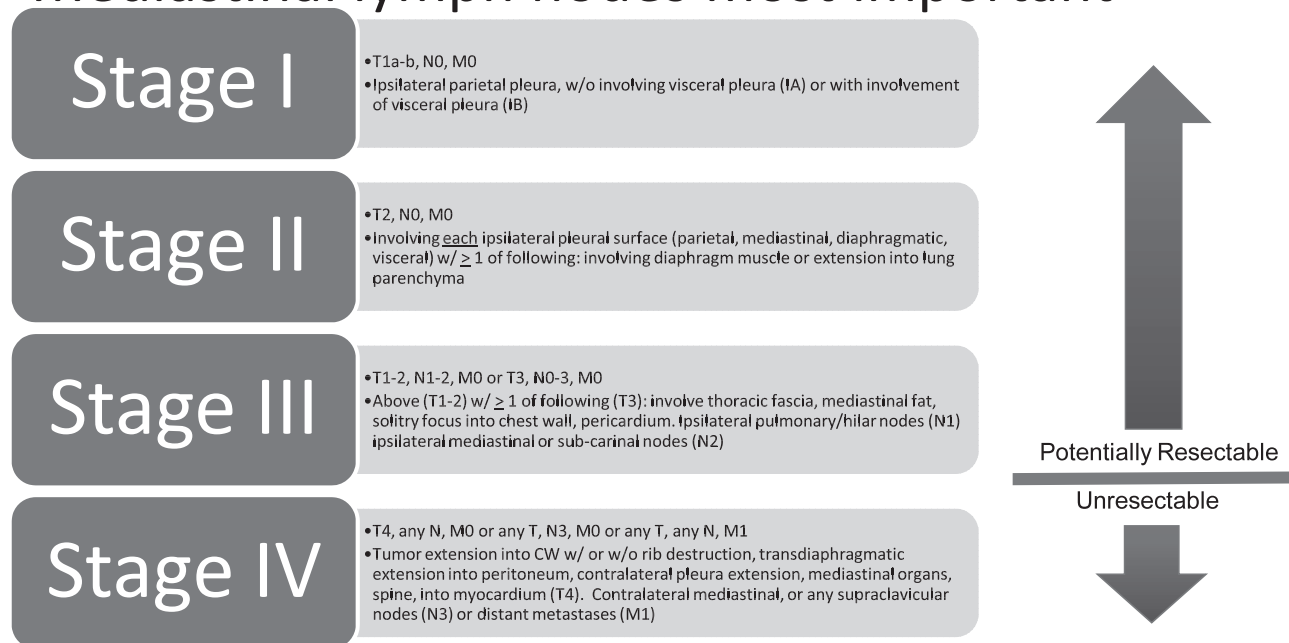 Mediastinal lymph nodes most important
Stage I
•T1a-b, N0, M0
•Ipsilateral parietal pleura, w/o involving visceral pleura (IA) or with involvement
of visceral pleura (IB)
Stage II
•T2, N0, M0
•Involving each ipsilateral pleural surface (parietal, mediastinal, diaphragmatic,
visceral) w/ > 1 of following: involving diaphragm muscle or extension into lung
parenchyma
Stage III
•T1-2, N1-2, M0 or T3, N0-3, M0
•Above (T1-2) w/ > 1 of following (T3): involve thoracic fascia, mediastinal fat,
solitry focus into chest wall, pericardium. Ipsilateral pulmonary/hilar nodes (N1)
ipsilateral mediastinal or sub-carinal nodes (N2)
Potentially Resectable
Unresectable
Stage IV
•T4, any N, M0 or any T, N3, M0 or any T, any N, M1
•Tumor extension into CW w/ or w/o rib destruction, transdiaphragmatic
extension into peritoneum, contralateral pleura extension, mediastinal organs,
spine, into myocardium (T4). Contralateral mediastinal, or any supraclavicular
nodes (N3) or distant metastases (M1)